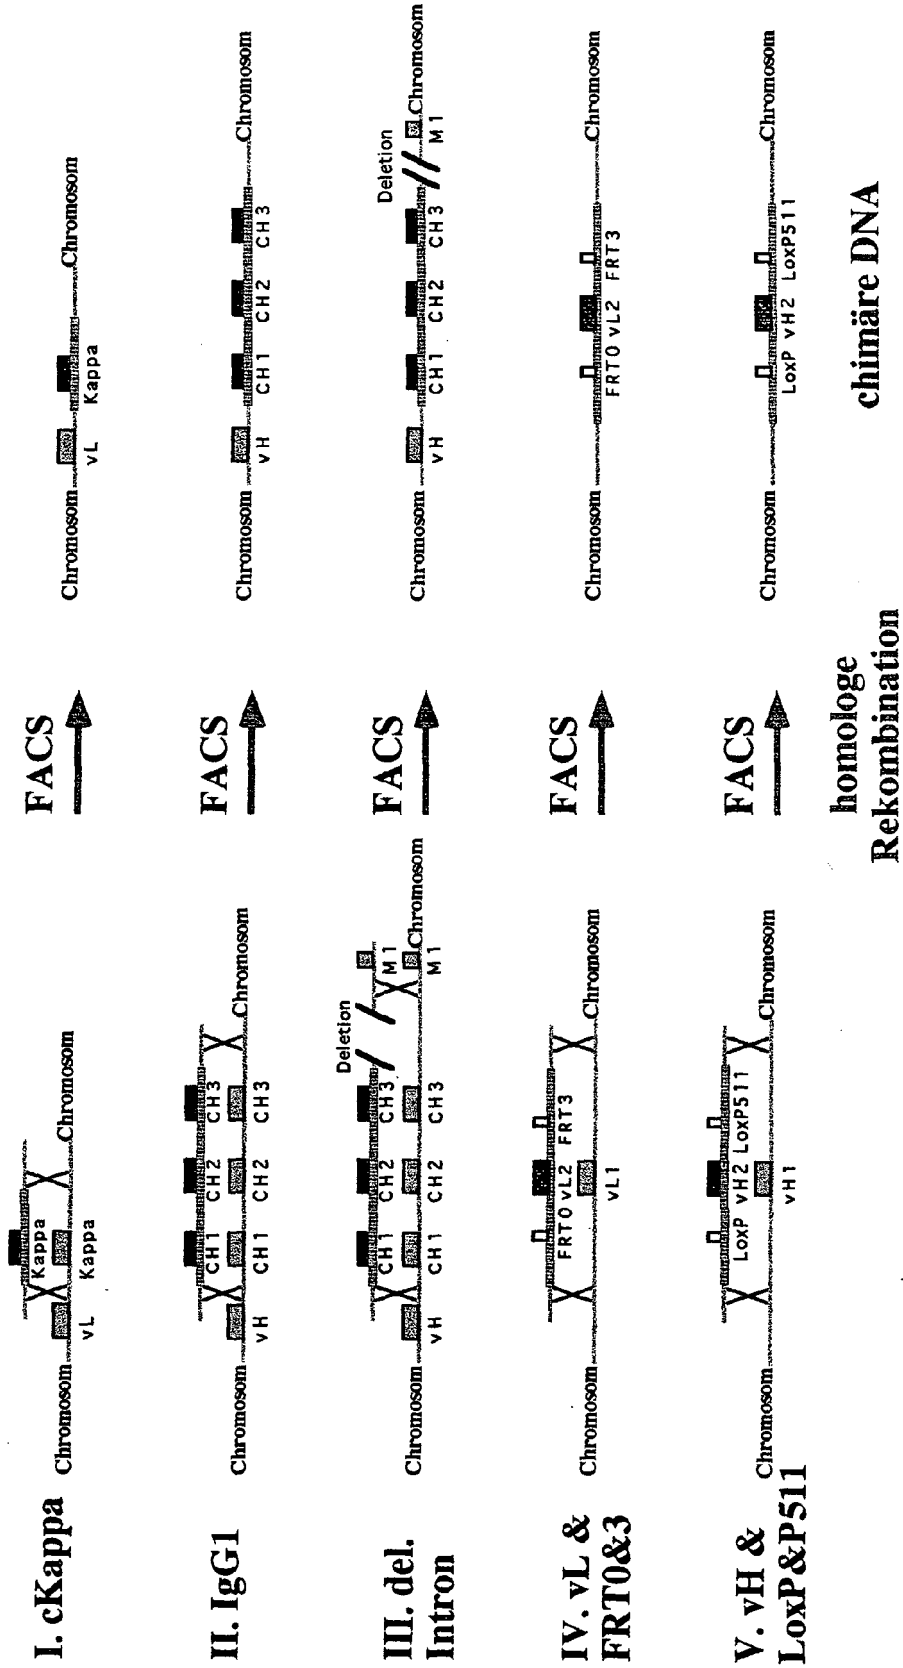 I. cKappa
Chromosom
vL
Kappa
Kappa
Chromosom
FACS
Chromosom
vL
Kappa
Chromosom
II. IgG1
Chromosom
vH
CH1 CH2 CH3
CH1 CH2 CH3
Chromosom
FACS
Chromosom
vH
CH1 CH2 CH3
Chromosom
III. del.
Intron
Chromosom
vH
CH1 CH2 CH3
CH1 CH2 CH3
Deletion
M1
M1
Chromosom
FACS
Chromosom
vH
CH1 CH2 CH3
Deletion
M1
Chromosom
IV. vL &
FRT0&3
Chromosom
FRT0 vL2 FRT3
vL1
Chromosom
FACS
Chromosom
FRT0 vL2 FRT3
Chromosom
V. vH &
LoxP&P511
Chromosom
LoxP vH2 LoxP511
vH1
Chromosom
FACS
Chromosom
LoxP vH2 LoxP511
Chromosom
homologe
Rekombination
chimäre DNA